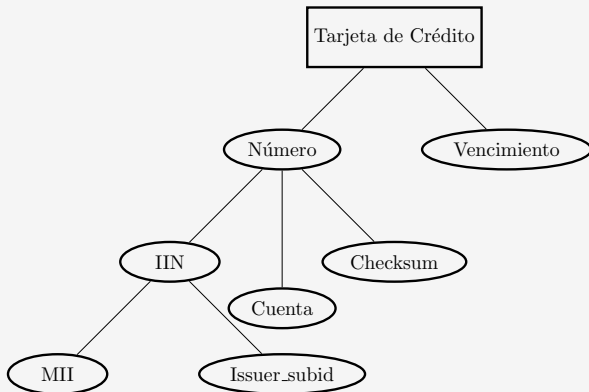 Tarjeta de Crédito
Número
Vencimiento
IIN
Checksum
Cuenta
MII
Issuer_subid